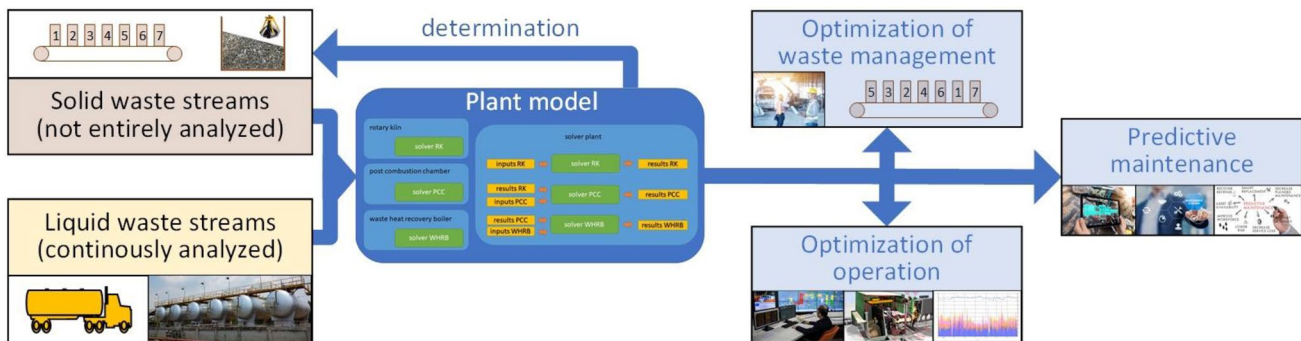 1 2 3 4 5 6 7
Solid waste streams
(not entirely analyzed)
Liquid waste streams
(continously analyzed)
determination
Plant model
rotary kiln
solver RK
post combustion chamber
solver PCC
waste heat recovery boiler
solver WHRB
solver plant
inputs RK
solver RK
results RK
results RK
inputs PCC
solver PCC
results PCC
results PCC
inputs WHRB
solver WHRB
results WHRB
Optimization of
waste management
5 3 2 4 6 1 7
Optimization of
operation
Predictive
maintenance